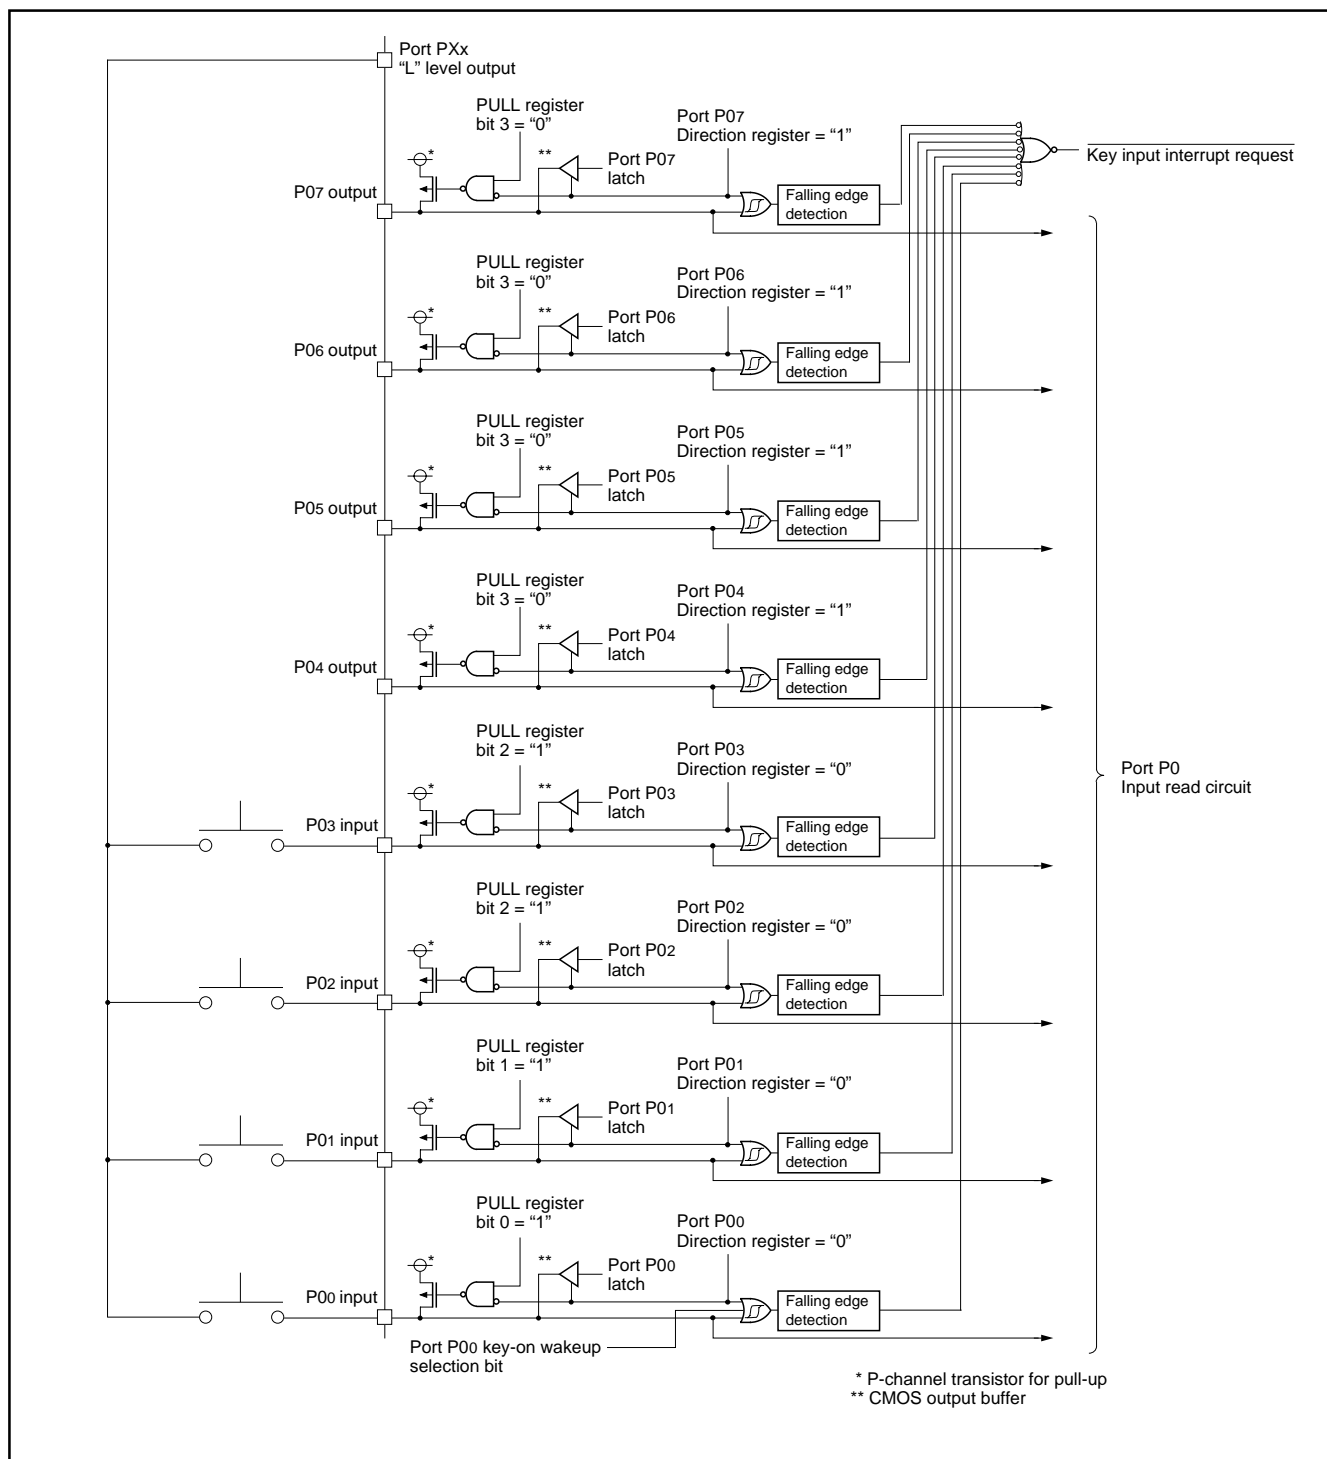 Port PXx
“L” level output
PULL register
bit 3 = “0”
Port P07
Direction register = “1”
*
**
Port P07
latch
Key input interrupt request
P07 output
Falling edge
detection
PULL register
bit 3 = “0”
Port P06
Direction register = “1”
*
**
Port P06
latch
P06 output
Falling edge
detection
PULL register
bit 3 = “0”
Port P05
Direction register = “1”
*
**
Port P05
latch
P05 output
Falling edge
detection
PULL register
bit 3 = “0”
Port P04
Direction register = “1”
*
**
Port P04
latch
P04 output
Falling edge
detection
PULL register
bit 2 = “1”
Port P03
Direction register = “0”
*
**
Port P03
latch
P03 input
Falling edge
detection
Port P0
Input read circuit
PULL register
bit 2 = “1”
Port P02
Direction register = “0”
*
**
Port P02
latch
P02 input
Falling edge
detection
PULL register
bit 1 = “1”
Port P01
Direction register = “0”
*
**
Port P01
latch
P01 input
Falling edge
detection
PULL register
bit 0 = “1”
Port P00
Direction register = “0”
*
**
Port P00
latch
P00 input
Falling edge
detection
Port P00 key-on wakeup
selection bit
* P-channel transistor for pull-up
** CMOS output buffer